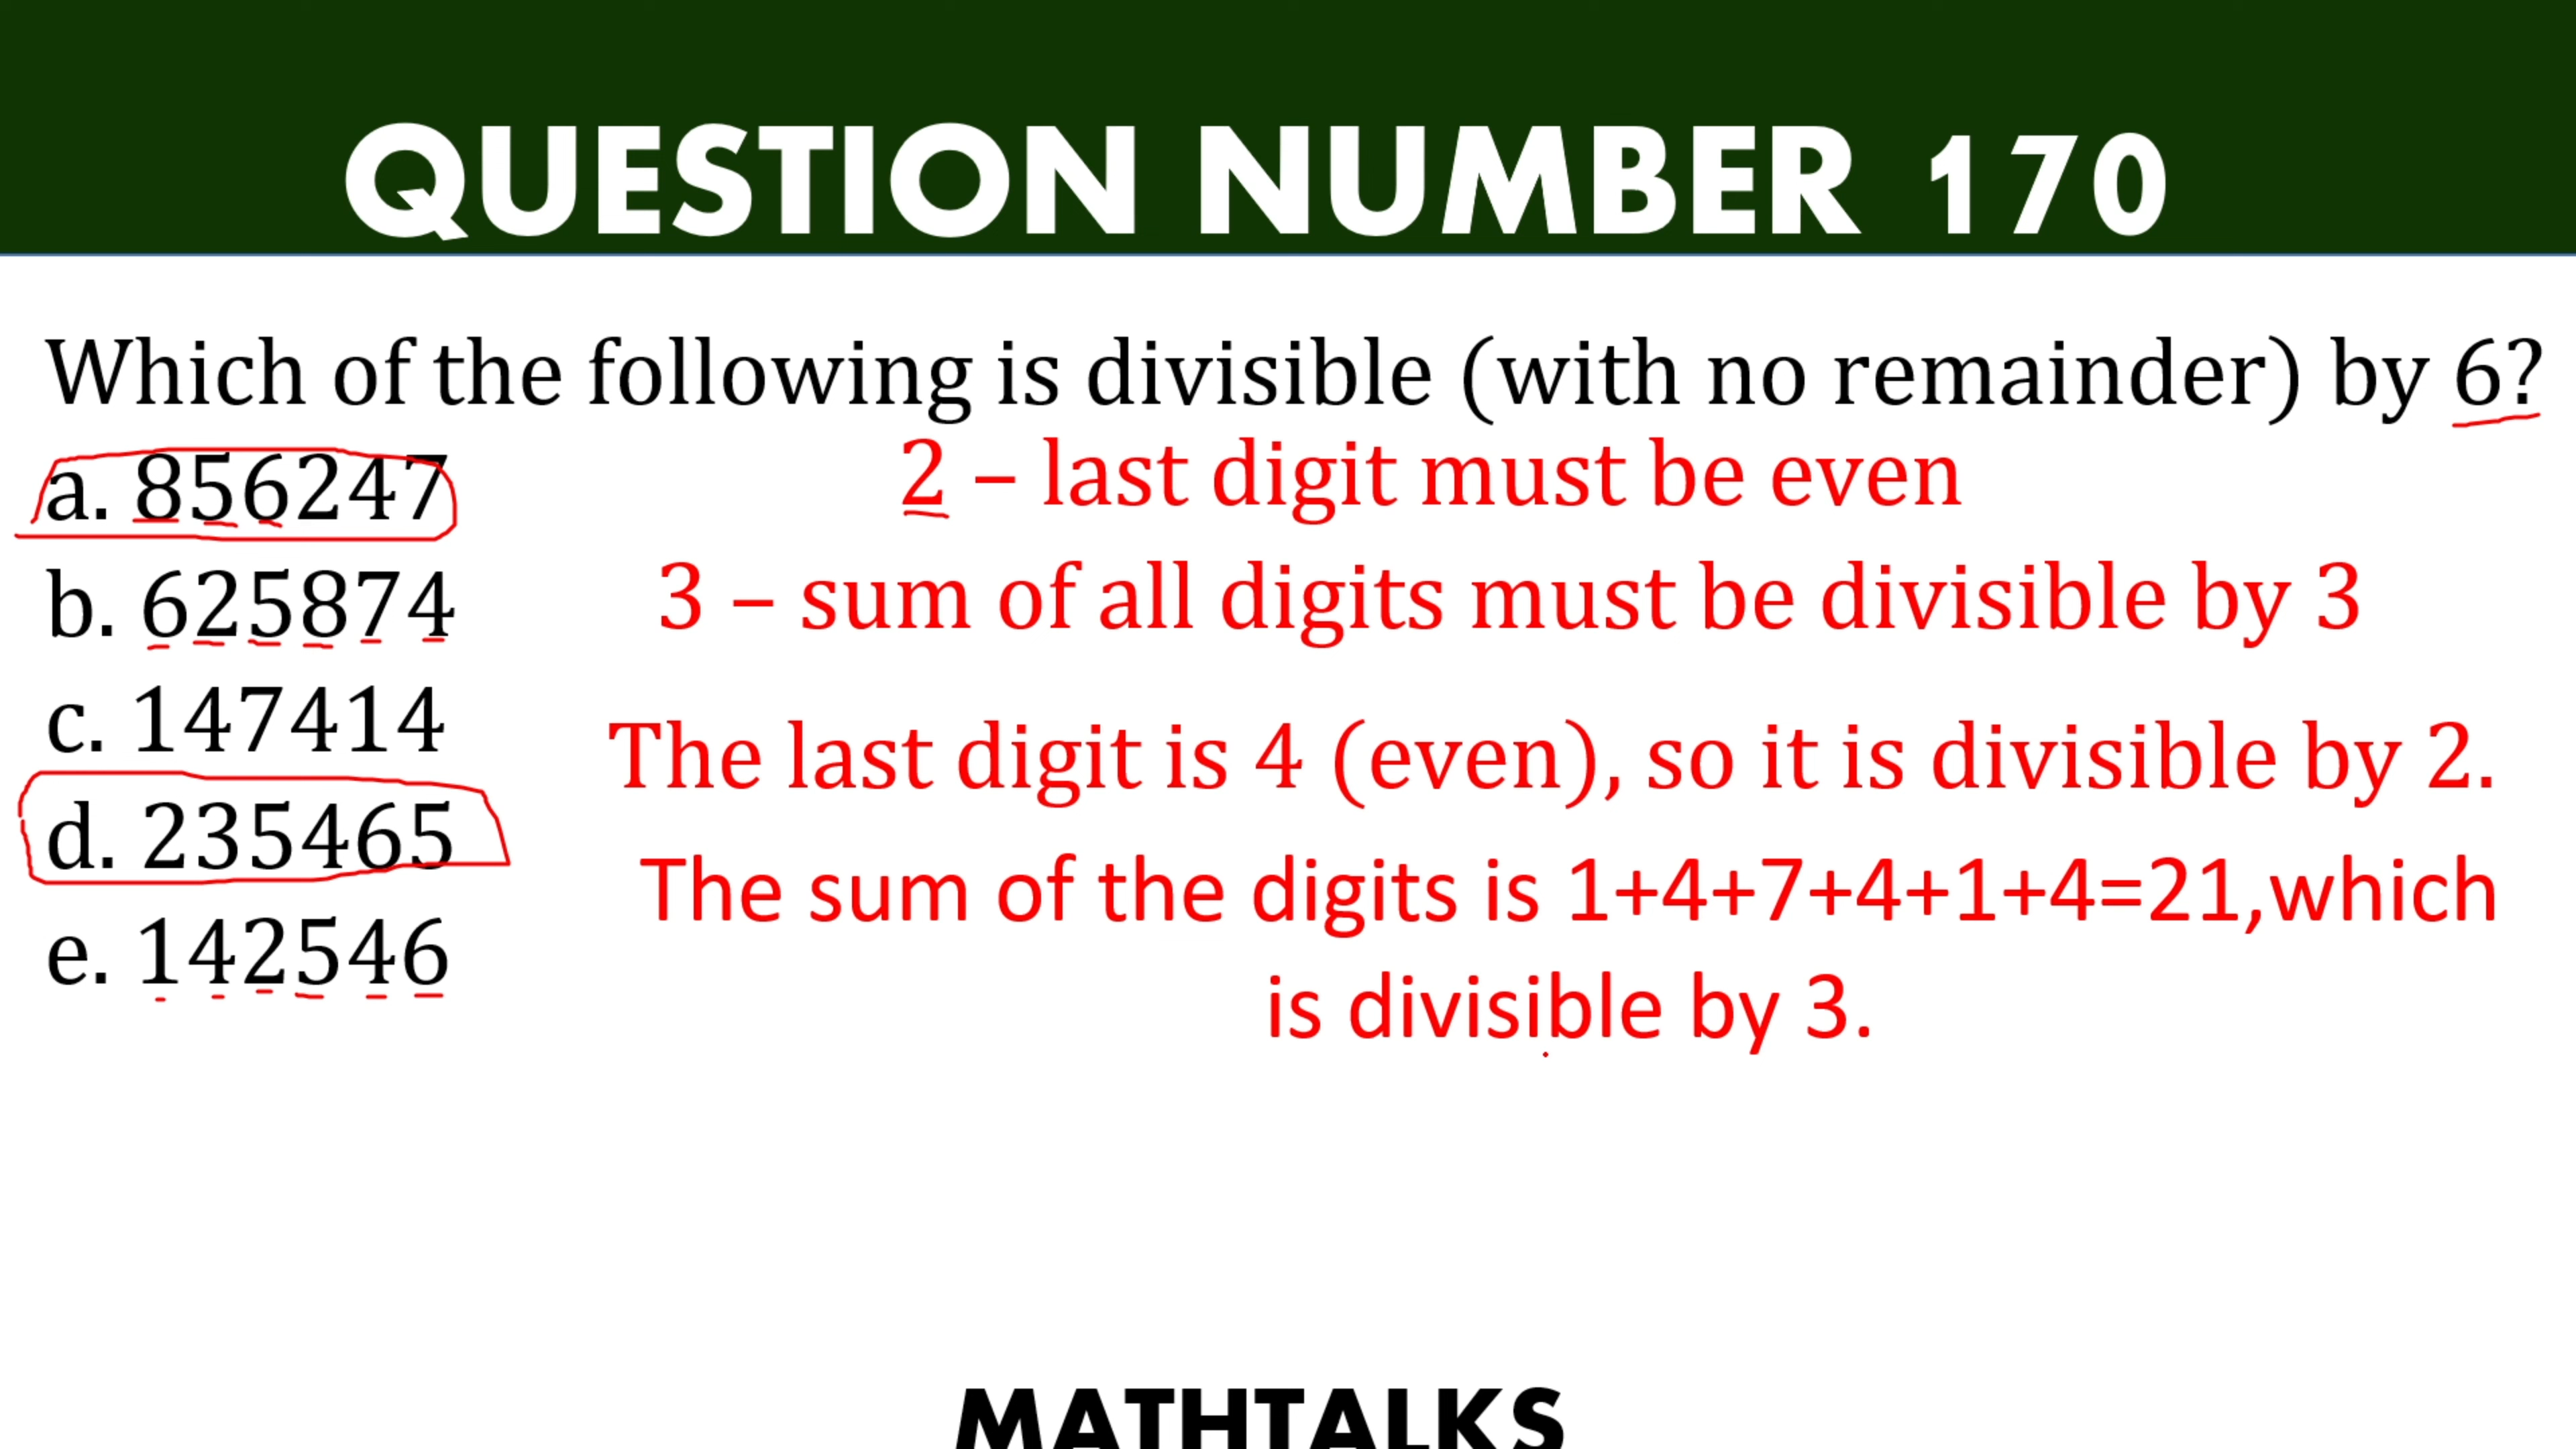 QUESTION NUMBER 170
Which of the following is divisible (with no remainder) by 6?
a. 856247
2 – last digit must be even
b. 625874
3 – sum of all digits must be divisible by 3
c. 147414
The last digit is 4 (even), so it is divisible by 2.
d. 235465
The sum of the digits is 1+4+7+4+1+4=21,which
e. 142546
is divisible by 3.
MATHTALKS